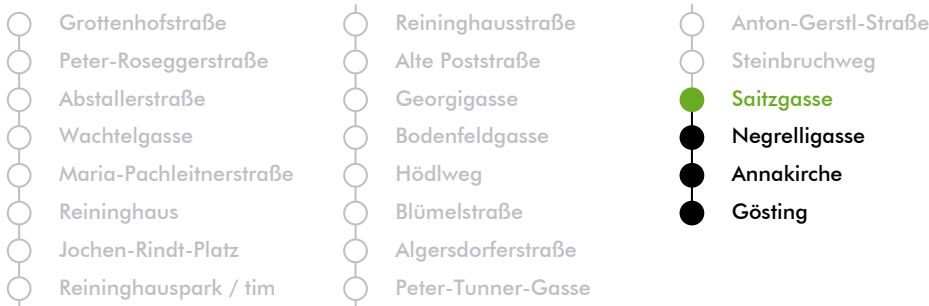 Grottenhofstraße
Peter-Roseggerstraße
Abstallerstraße
Wachtelgasse
Maria-Pachleitnerstraße
Reininghaus
Jochen-Rindt-Platz
Reininghauspark / tim
Reininghausstraße
Alte Poststraße
Georgigasse
Bodenfeldgasse
Hödlweg
Blümelstraße
Algersdorferstraße
Peter-Tunner-Gasse
Anton-Gerstl-Straße
Steinbruchweg
Saitzgasse
Negrelligasse
Annakirche
Gösting